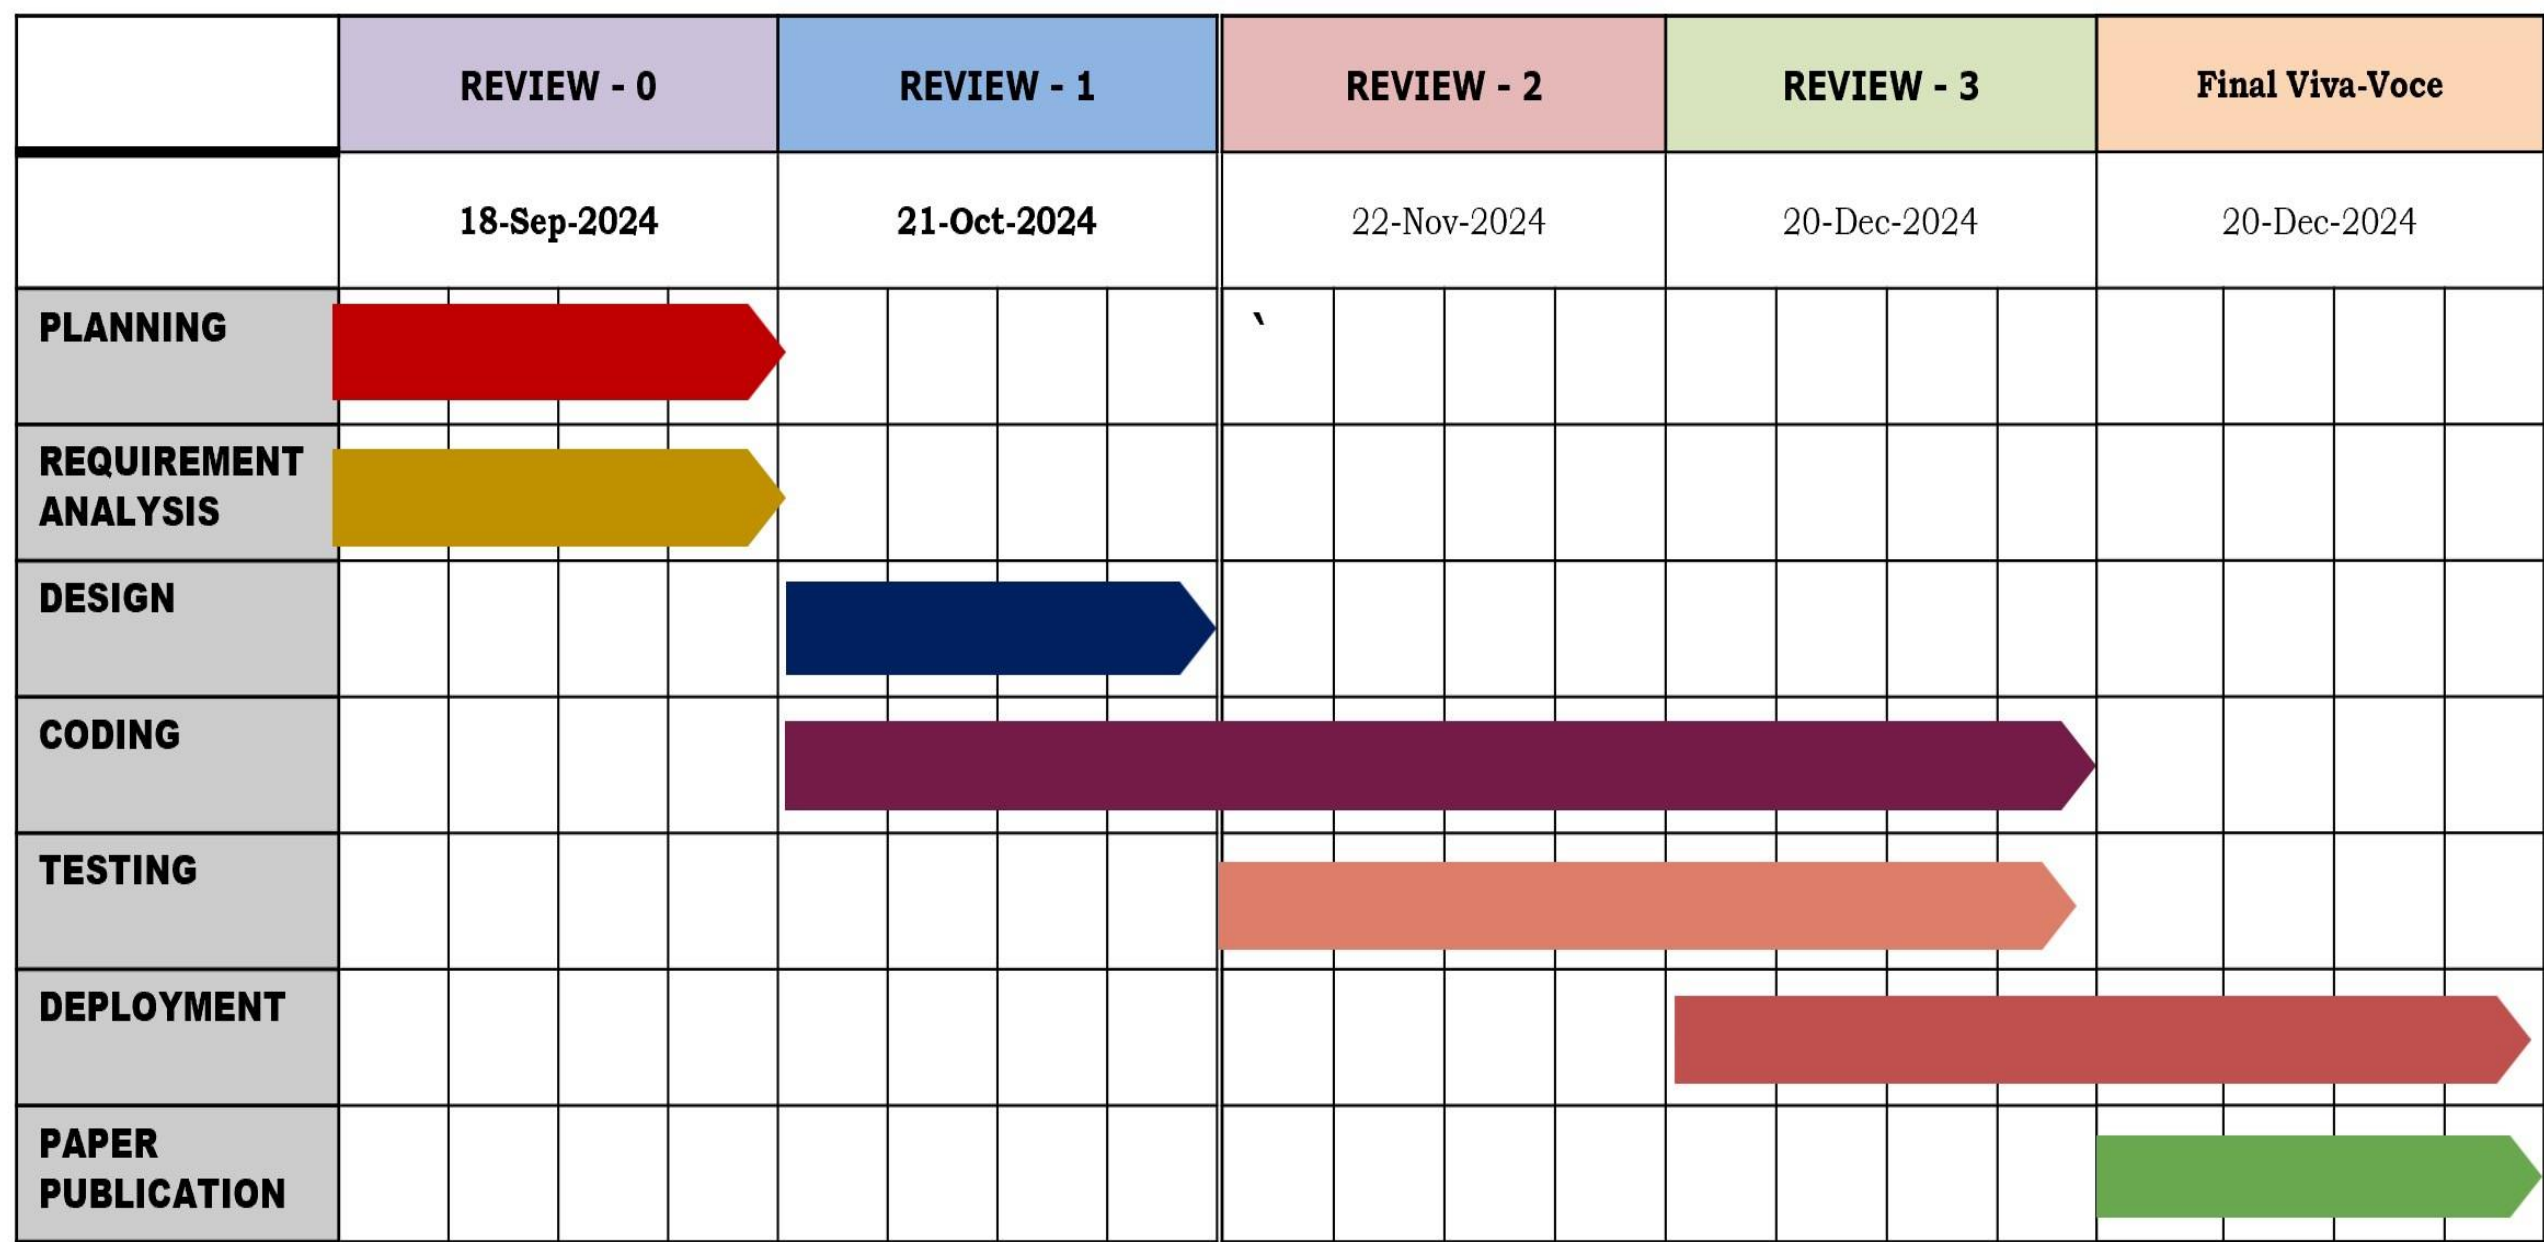 REVIEW - 0
REVIEW - 1
REVIEW - 2
REVIEW - 3
Final Viva-Voce
18-Sep-2024
21-Oct-2024
22-Nov-2024
20-Dec-2024
20-Dec-2024
PLANNING
`
REQUIREMENT
ANALYSIS
DESIGN
CODING
TESTING
DEPLOYMENT
PAPER
PUBLICATION